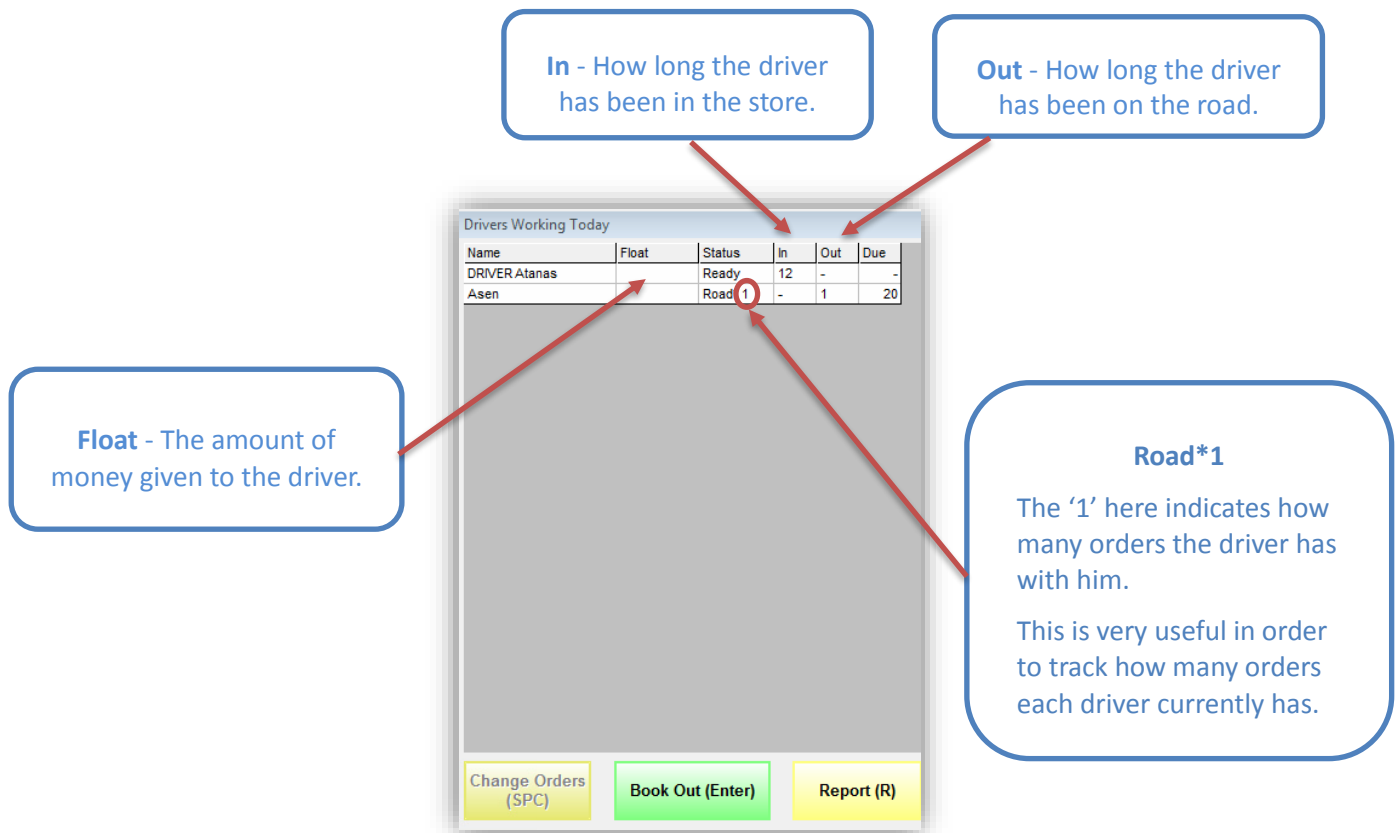 In - How long the driver
has been in the store.
Out - How long the driver
has been on the road.
Drivers Working Today
Name Float Status In Out Due
DRIVER Atanas Ready 12 - -
Asen Road 1 - 1 20
Float - The amount of
money given to the driver.
Road*1
The ‘1’ here indicates how
many orders the driver has
with him.
This is very useful in order
to track how many orders
each driver currently has.
Change Orders
(SPC)
Book Out (Enter)
Report (R)